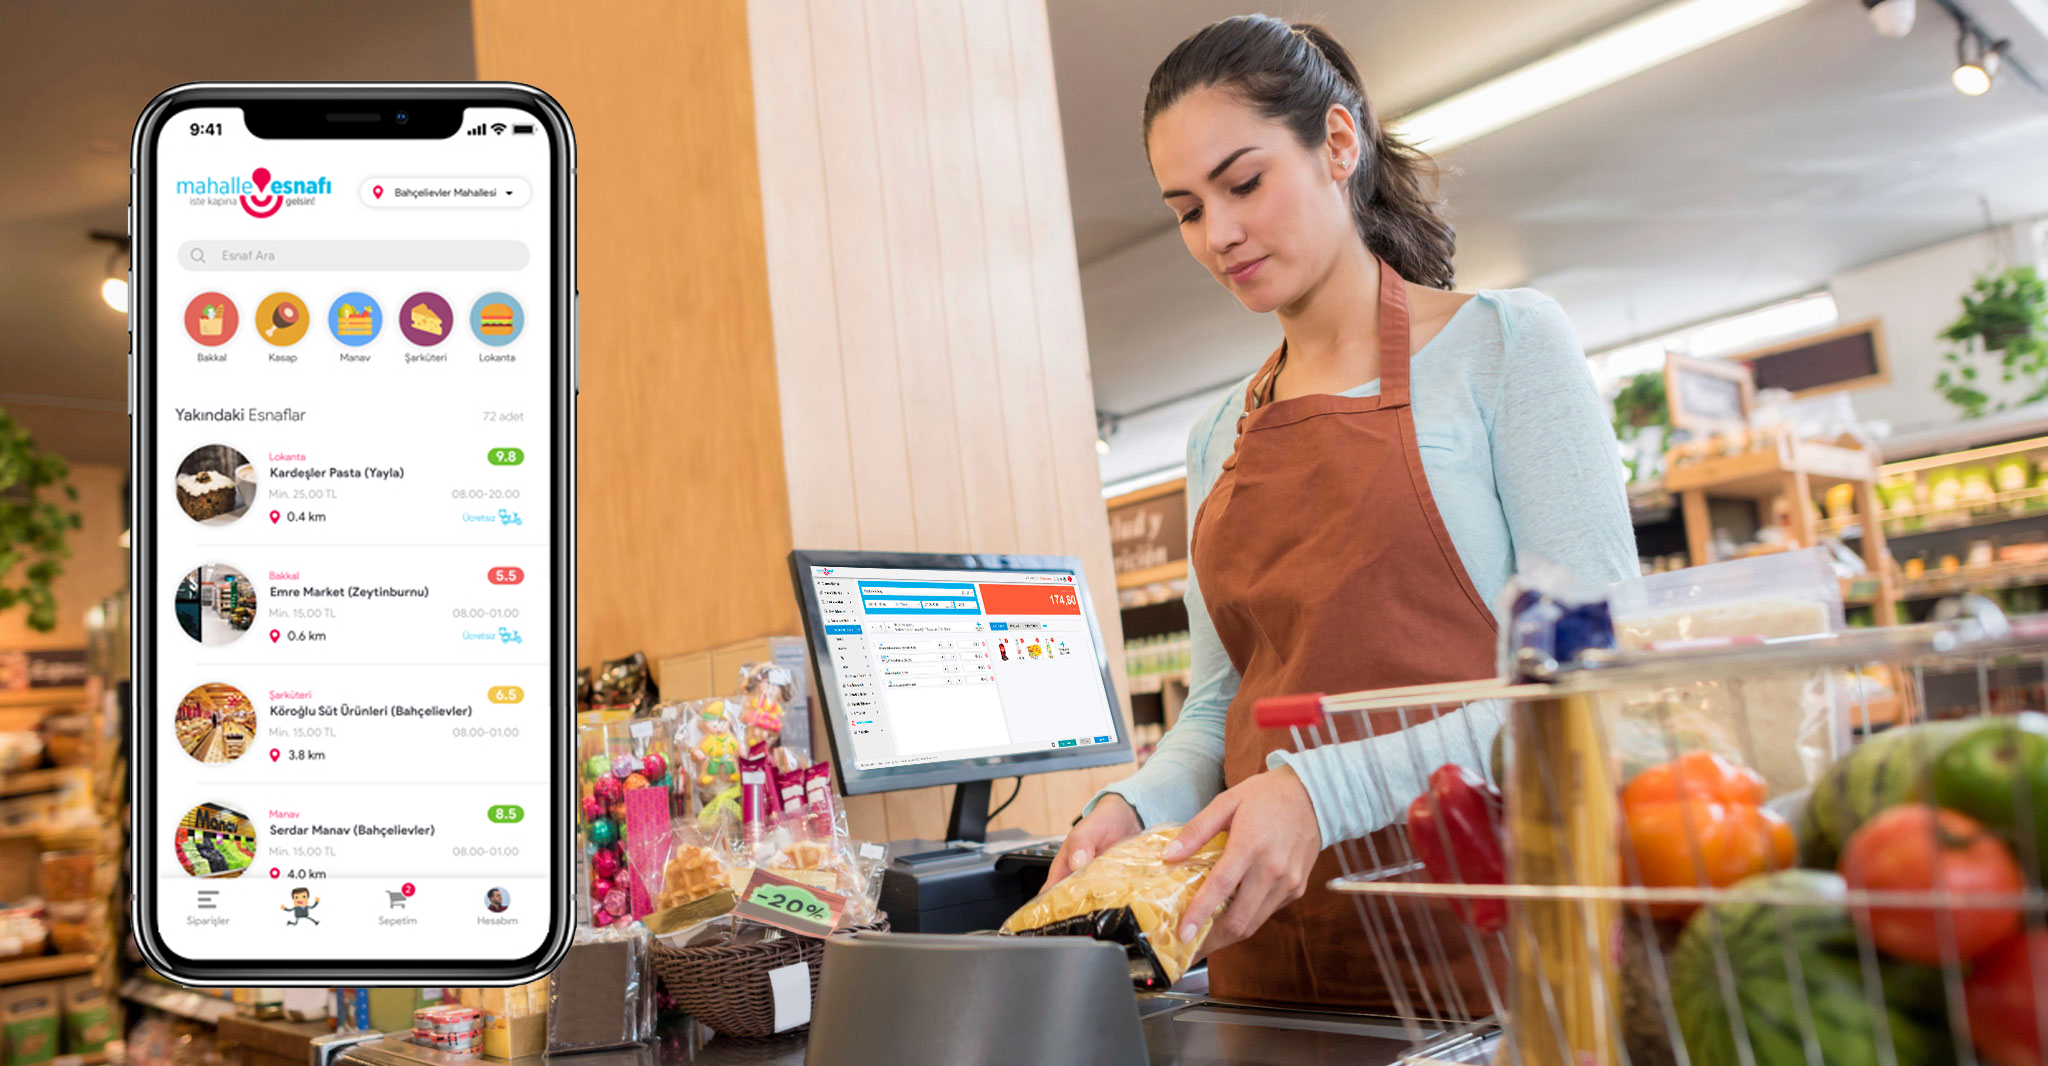 9:41
mahalle esnafı
iste kapına gelsin!
Bahçelievler Mahallesi
Esnaf Ara
Bakkal
Kasap
Manav
Şarküteri
Lokanta
Yakındaki Esnaflar
72 adet
Lokanta
9.8
Kardeşler Pasta (Yayla)
Min. 25,00 TL
08.00-20.00
0.4 km
Ücretsiz
Bakkal
5.5
Emre Market (Zeytinburnu)
Min. 15,00 TL
08.00-01.00
0.6 km
Ücretsiz
Şarküteri
6.5
Köroğlu Süt Ürünleri (Bahçelievler)
Min. 15,00 TL
08.00-01.00
3.8 km
Manav
Manav
8.5
Serdar Manav (Bahçelievler)
Min. 15,00 TL
08.00-01.00
4.0 km
Siparişler
2
Sepetim
Hesabım
174,60
-20%